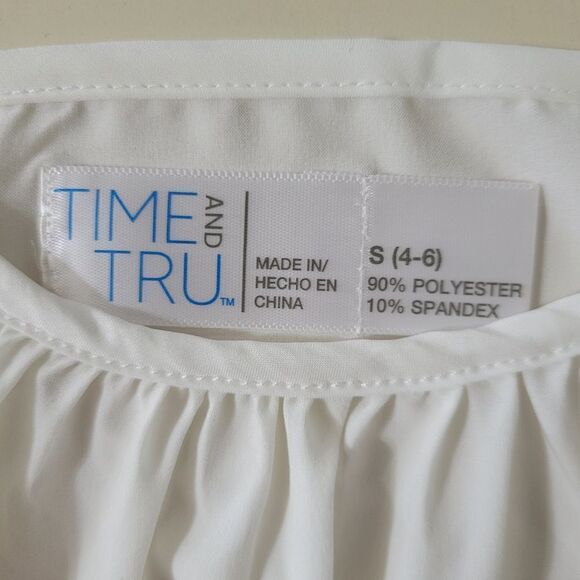 TIME AND
TRU™
MADE IN/
HECHO EN
CHINA
S (4-6)
90% POLYESTER
10% SPANDEX